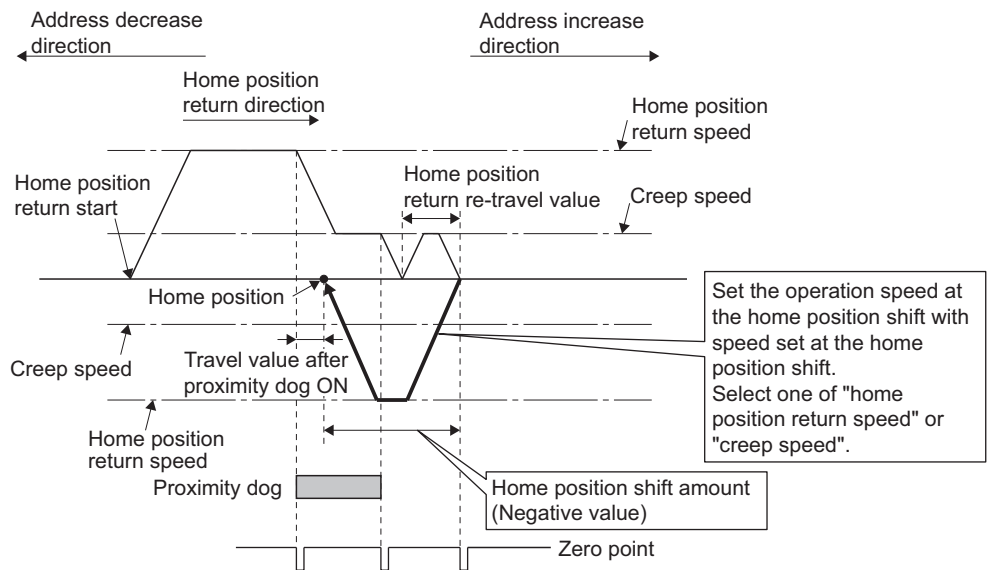 Address decrease
direction
Address increase
direction
Home position
return direction
Home position
return speed
Home position
return start
Home position
return re-travel value
Creep speed
Home position
Set the operation speed at
the home position shift with
speed set at the home
position shift.
Select one of "home
position return speed" or
"creep speed".
Creep speed
Travel value after
proximity dog ON
Home position
return speed
Proximity dog
Home position shift amount
(Negative value)
Zero point